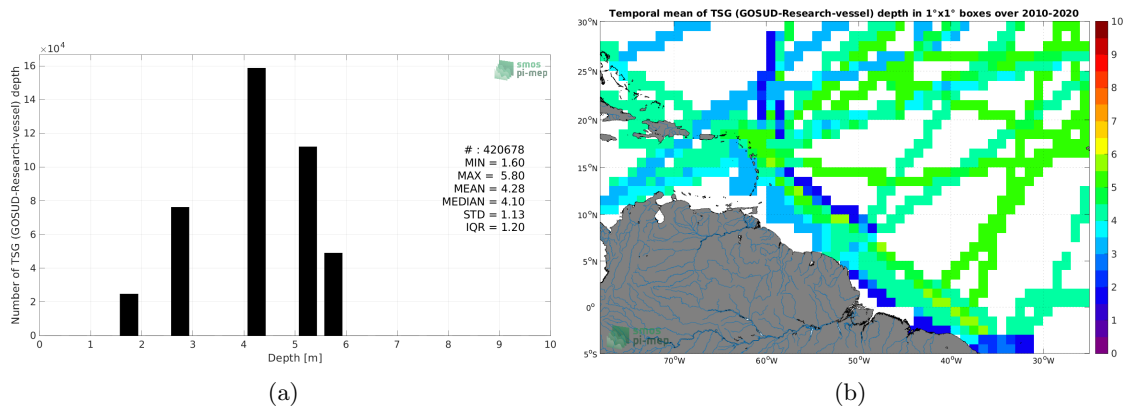 ×10⁴
16
14
12
10
8
6
4
2
0
Number of TSG (GOSUD-Research-vessel) depth
0 1 2 3 4 5 6 7 8 9 10
Depth [m]
smos
pi-mep
# : 420678
MIN = 1.60
MAX = 5.80
MEAN = 4.28
MEDIAN = 4.10
STD = 1.13
IQR = 1.20
(a)
Temporal mean of TSG (GOSUD-Research-vessel) depth in 1°x1° boxes over 2010-2020
30°N
25°N
20°N
15°N
10°N
5°N
0°
5°S
70°W 60°W 50°W 40°W 30°W
smos
pi-mep
10
9
8
7
6
5
4
3
2
1
0
(b)